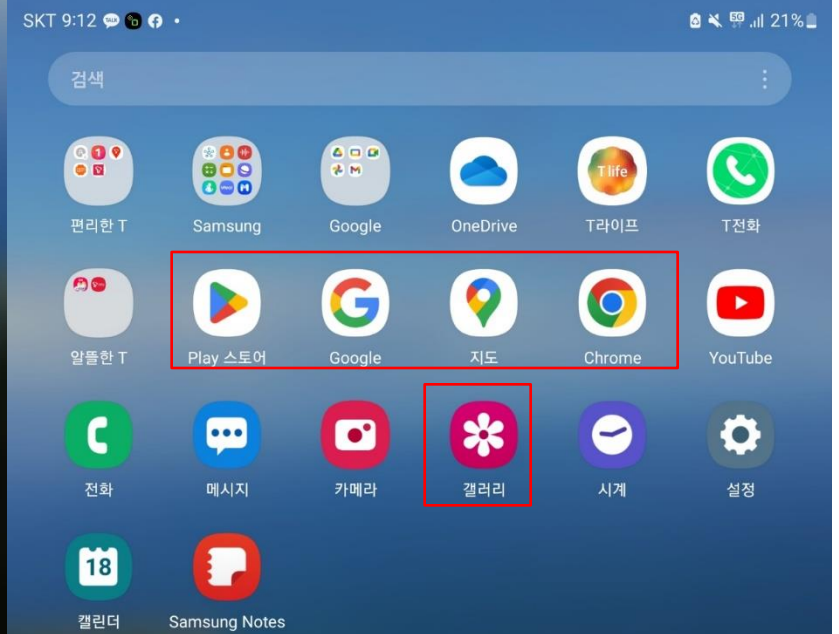 SKT 9:12
5G 21%
검색
T life
편리한 T Samsung Google OneDrive T라이프 T전화
알뜰한 T Play 스토어 Google 지도 Chrome YouTube
전화 메시지 카메라 갤러리 시계 설정
18
캘린더 Samsung Notes